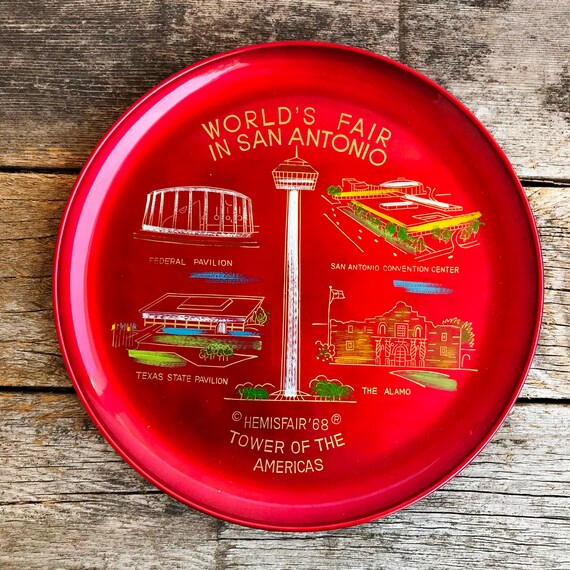 WORLD'S FAIR
IN SAN ANTONIO
FEDERAL PAVILION
SAN ANTONIO CONVENTION CENTER
TEXAS STATE PAVILION
THE ALAMO
© HEMISFAIR '68 ®
TOWER OF THE
AMERICAS